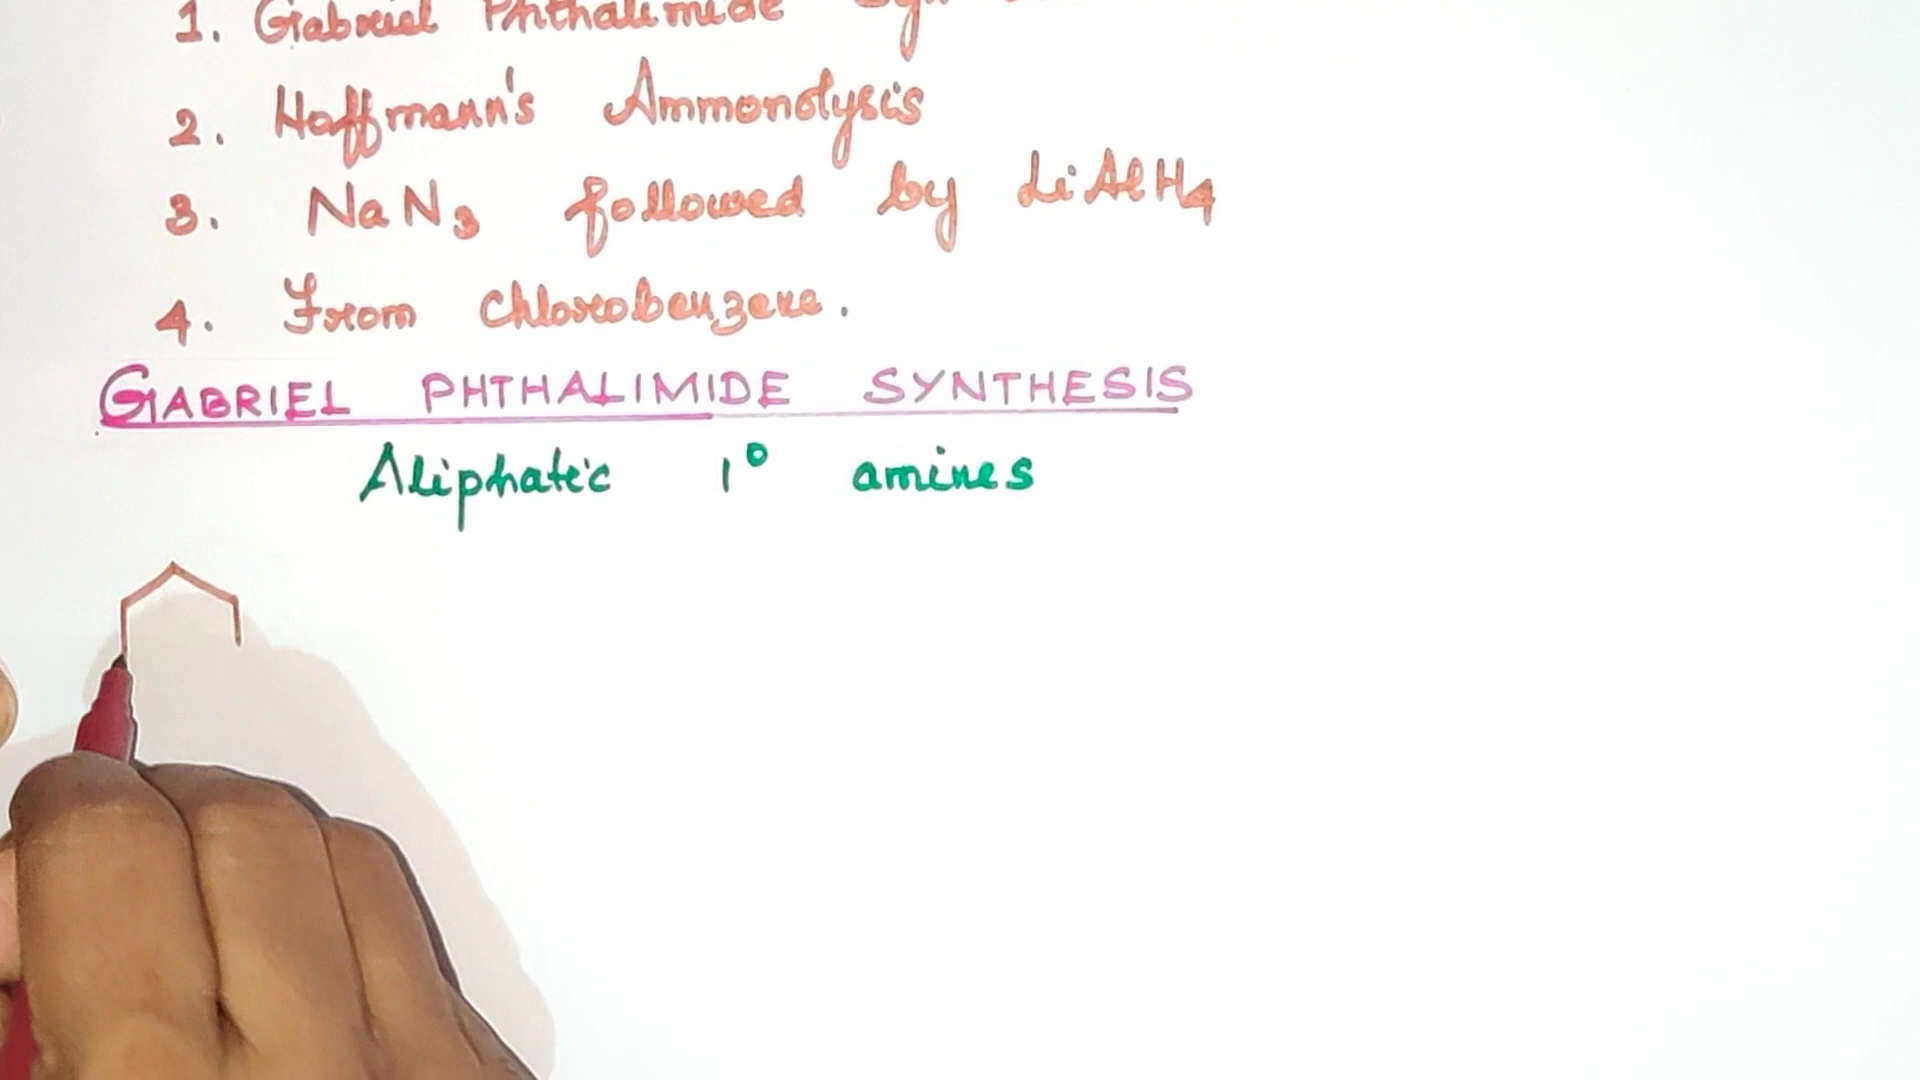 1. Gabriel Phthalimide
2. Hoffmann's Ammonolysis
3. NaN3 followed by LiAlH4
4. From Chlorobenzene.
GABRIEL PHTHALIMIDE SYNTHESIS
Aliphatic 1° amines